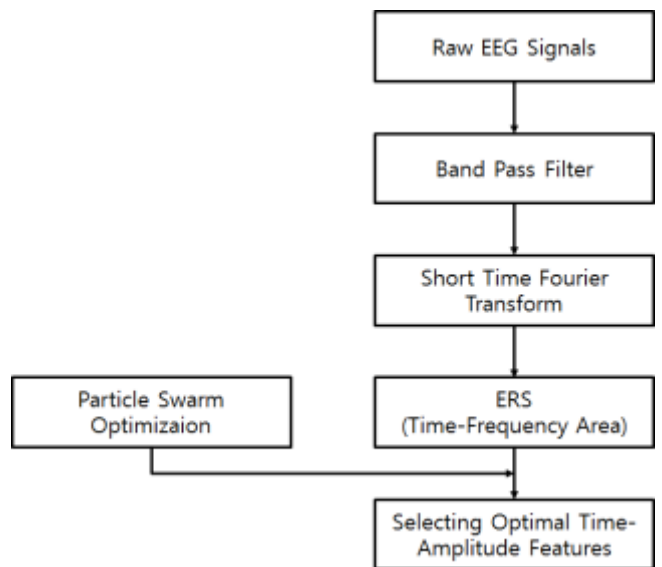 Raw EEG Signals
Band Pass Filter
Short Time Fourier
Transform
Particle Swarm
Optimizaion
ERS
(Time-Frequency Area)
Selecting Optimal Time-
Amplitude Features